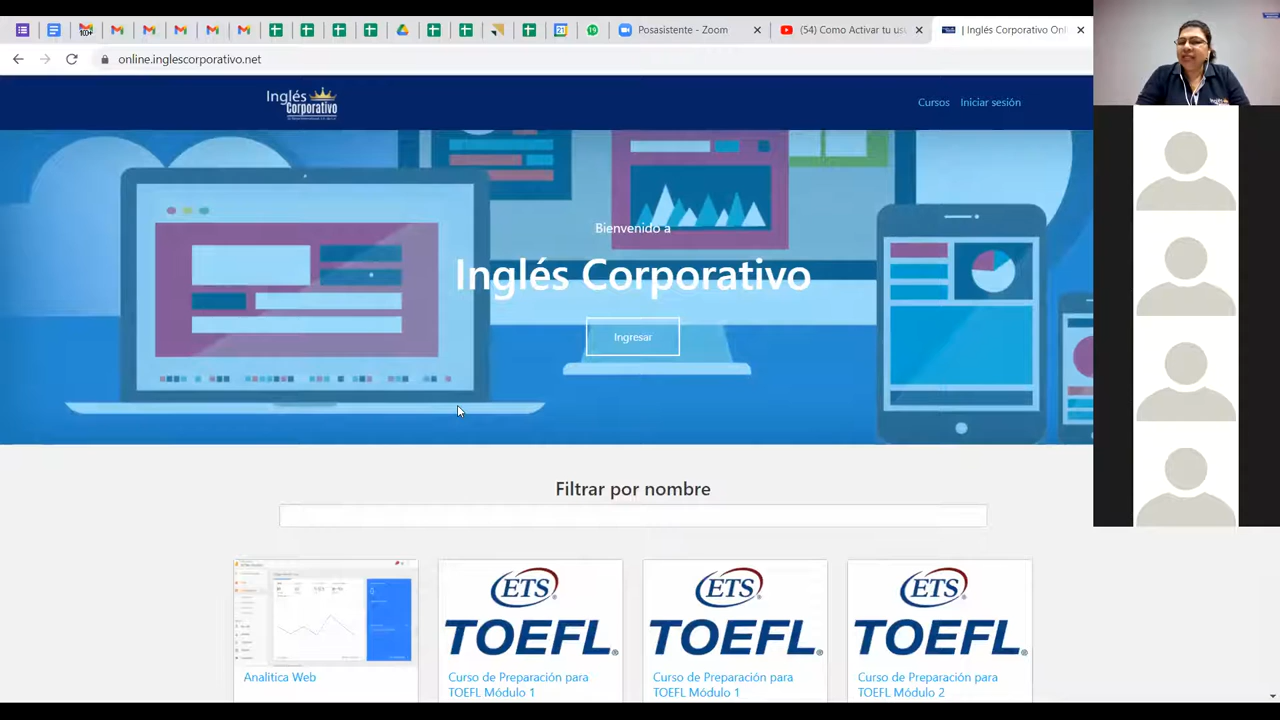 Posasistente - Zoom
(54) Como Activar tu usu
| Inglés Corporativo Onl
online.inglescorporativo.net
Inglés
Corporativo
Cursos
Iniciar sesión
Bienvenido a
Inglés Corporativo
Ingresar
Filtrar por nombre
ETS
TOEFL
ETS
TOEFL
ETS
TOEFL
Analitica Web
Curso de Preparación para
TOEFL Módulo 1
Curso de Preparación para
TOEFL Módulo 1
Curso de Preparación para
TOEFL Módulo 2